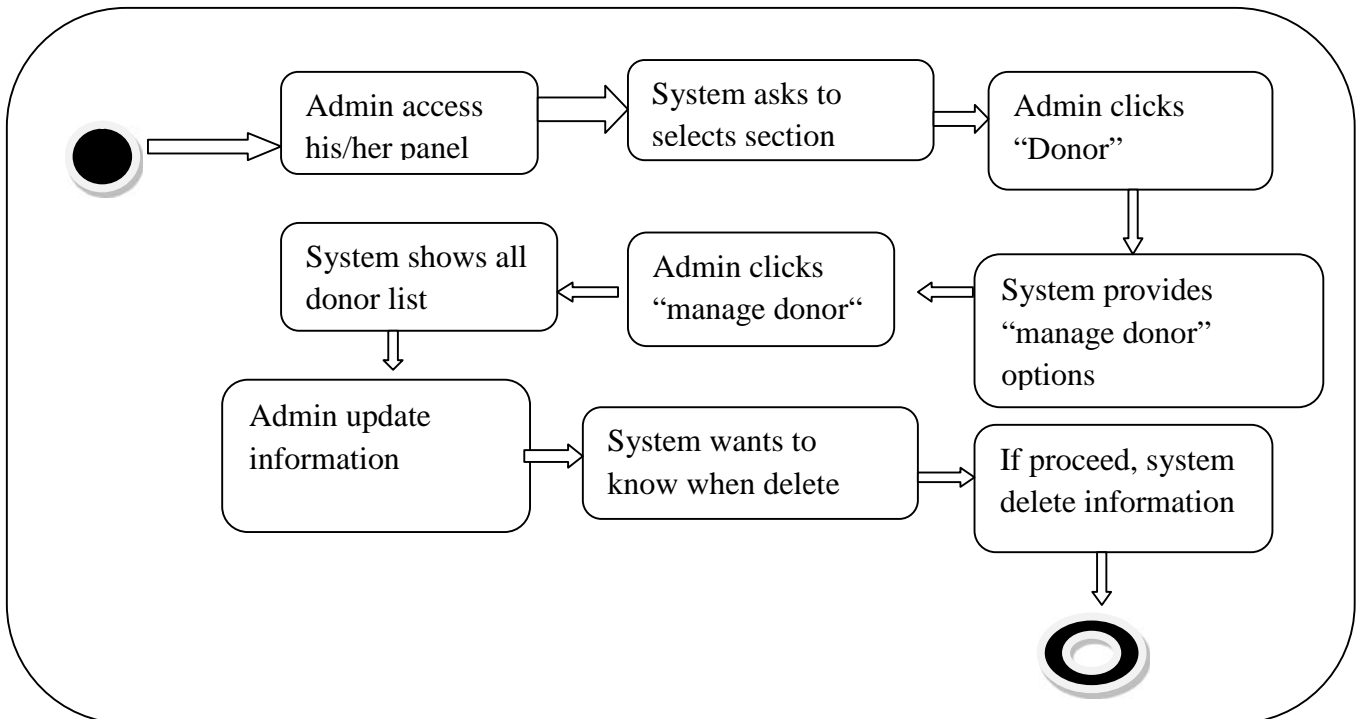 Admin access
his/her panel
System asks to
selects section
Admin clicks
“Donor”
System provides
“manage donor”
options
Admin clicks
“manage donor“
System shows all
donor list
Admin update
information
System wants to
know when delete
If proceed, system
delete information